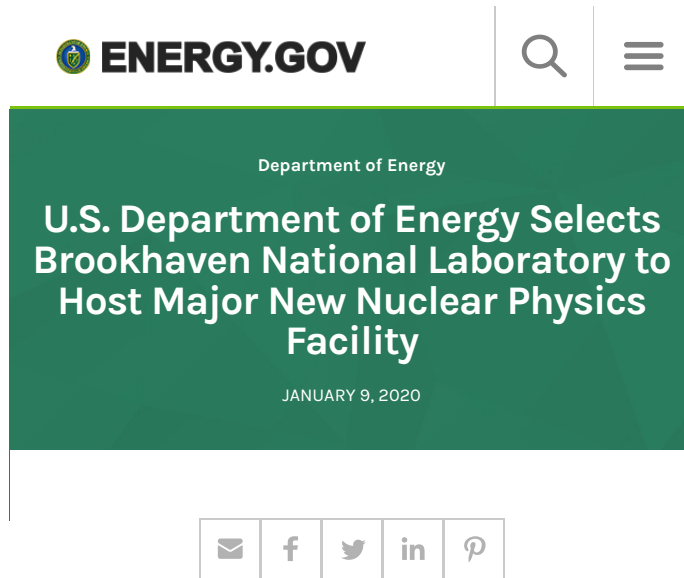 ENERGY.GOV
Department of Energy
U.S. Department of Energy Selects
Brookhaven National Laboratory to
Host Major New Nuclear Physics
Facility
JANUARY 9, 2020